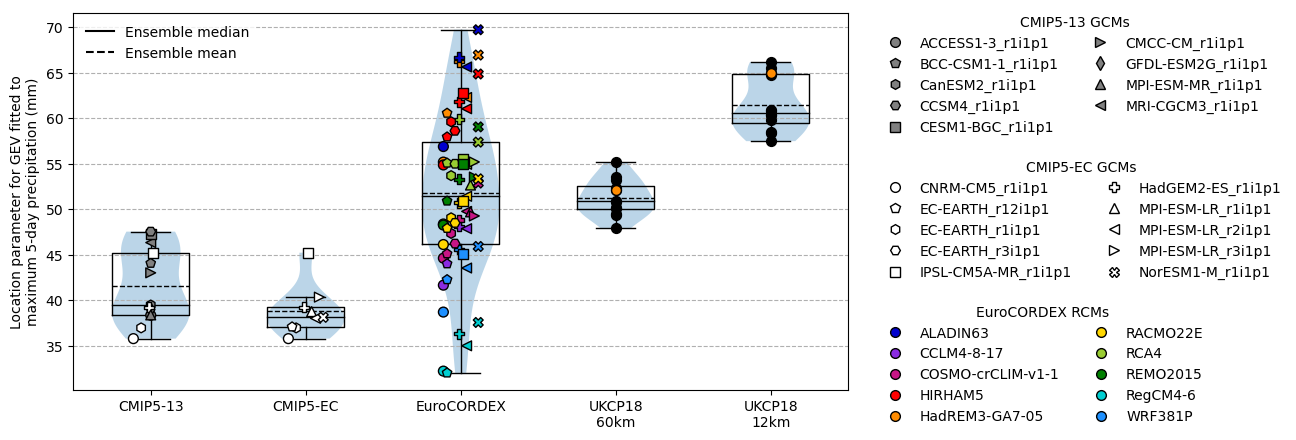 Location parameter for GEV fitted to
maximum 5-day precipitation (mm)
70
65
60
55
50
45
40
35
Ensemble median
Ensemble mean
CMIP5-13
CMIP5-EC
EuroCORDEX
UKCP18
60km
UKCP18
12km
CMIP5-13 GCMs
ACCESS1-3_r1i1p1
BCC-CSM1-1_r1i1p1
CanESM2_r1i1p1
CCSM4_r1i1p1
CESM1-BGC_r1i1p1
CMCC-CM_r1i1p1
GFDL-ESM2G_r1i1p1
MPI-ESM-MR_r1i1p1
MRI-CGCM3_r1i1p1
CMIP5-EC GCMs
CNRM-CM5_r1i1p1
EC-EARTH_r12i1p1
EC-EARTH_r1i1p1
EC-EARTH_r3i1p1
IPSL-CM5A-MR_r1i1p1
HadGEM2-ES_r1i1p1
MPI-ESM-LR_r1i1p1
MPI-ESM-LR_r2i1p1
MPI-ESM-LR_r3i1p1
NorESM1-M_r1i1p1
EuroCORDEX RCMs
ALADIN63
CCLM4-8-17
COSMO-crCLIM-v1-1
HIRHAM5
HadREM3-GA7-05
RACMO22E
RCA4
REMO2015
RegCM4-6
WRF381P